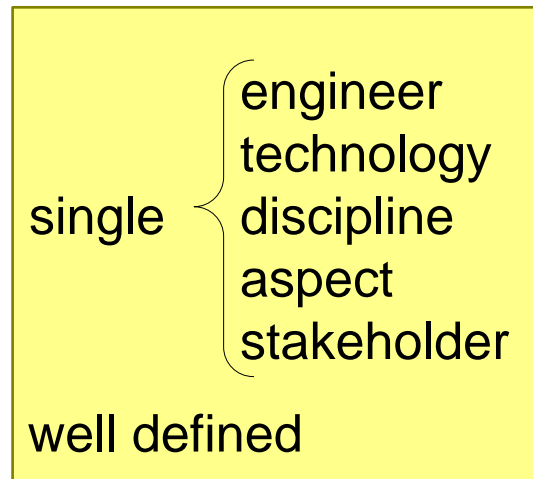 engineer
technology
single discipline
aspect
stakeholder
well defined